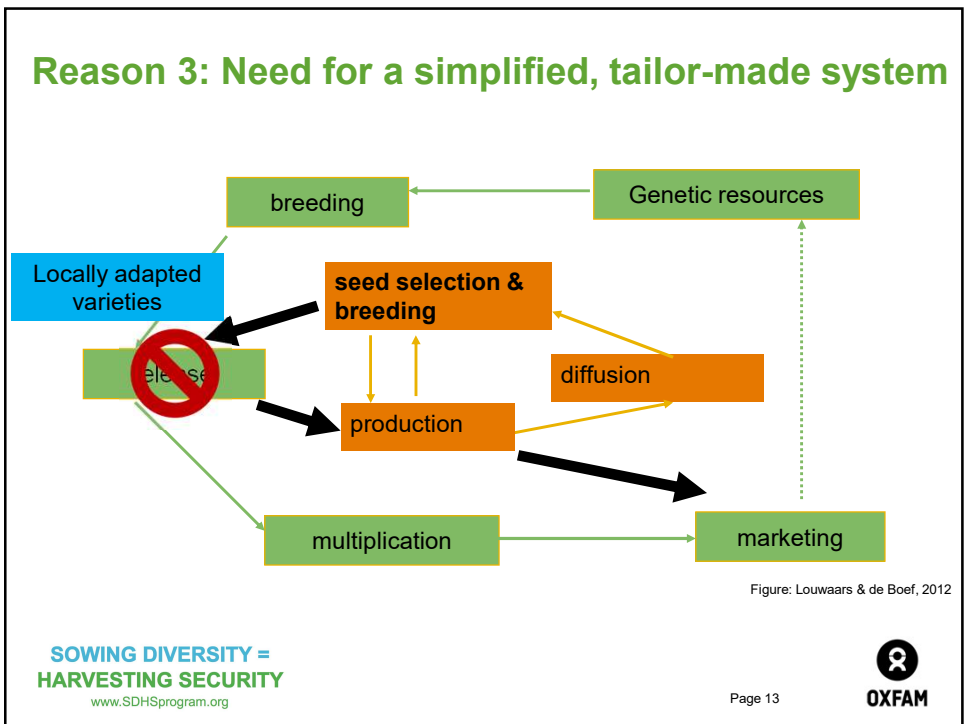 Reason 3: Need for a simplified, tailor-made system
breeding
Genetic resources
Locally adapted
varieties
seed selection &
breeding
elease
diffusion
production
multiplication
marketing
Figure: Louwaars & de Boef, 2012
SOWING DIVERSITY =
HARVESTING SECURITY
www.SDHSprogram.org
Page 13
OXFAM